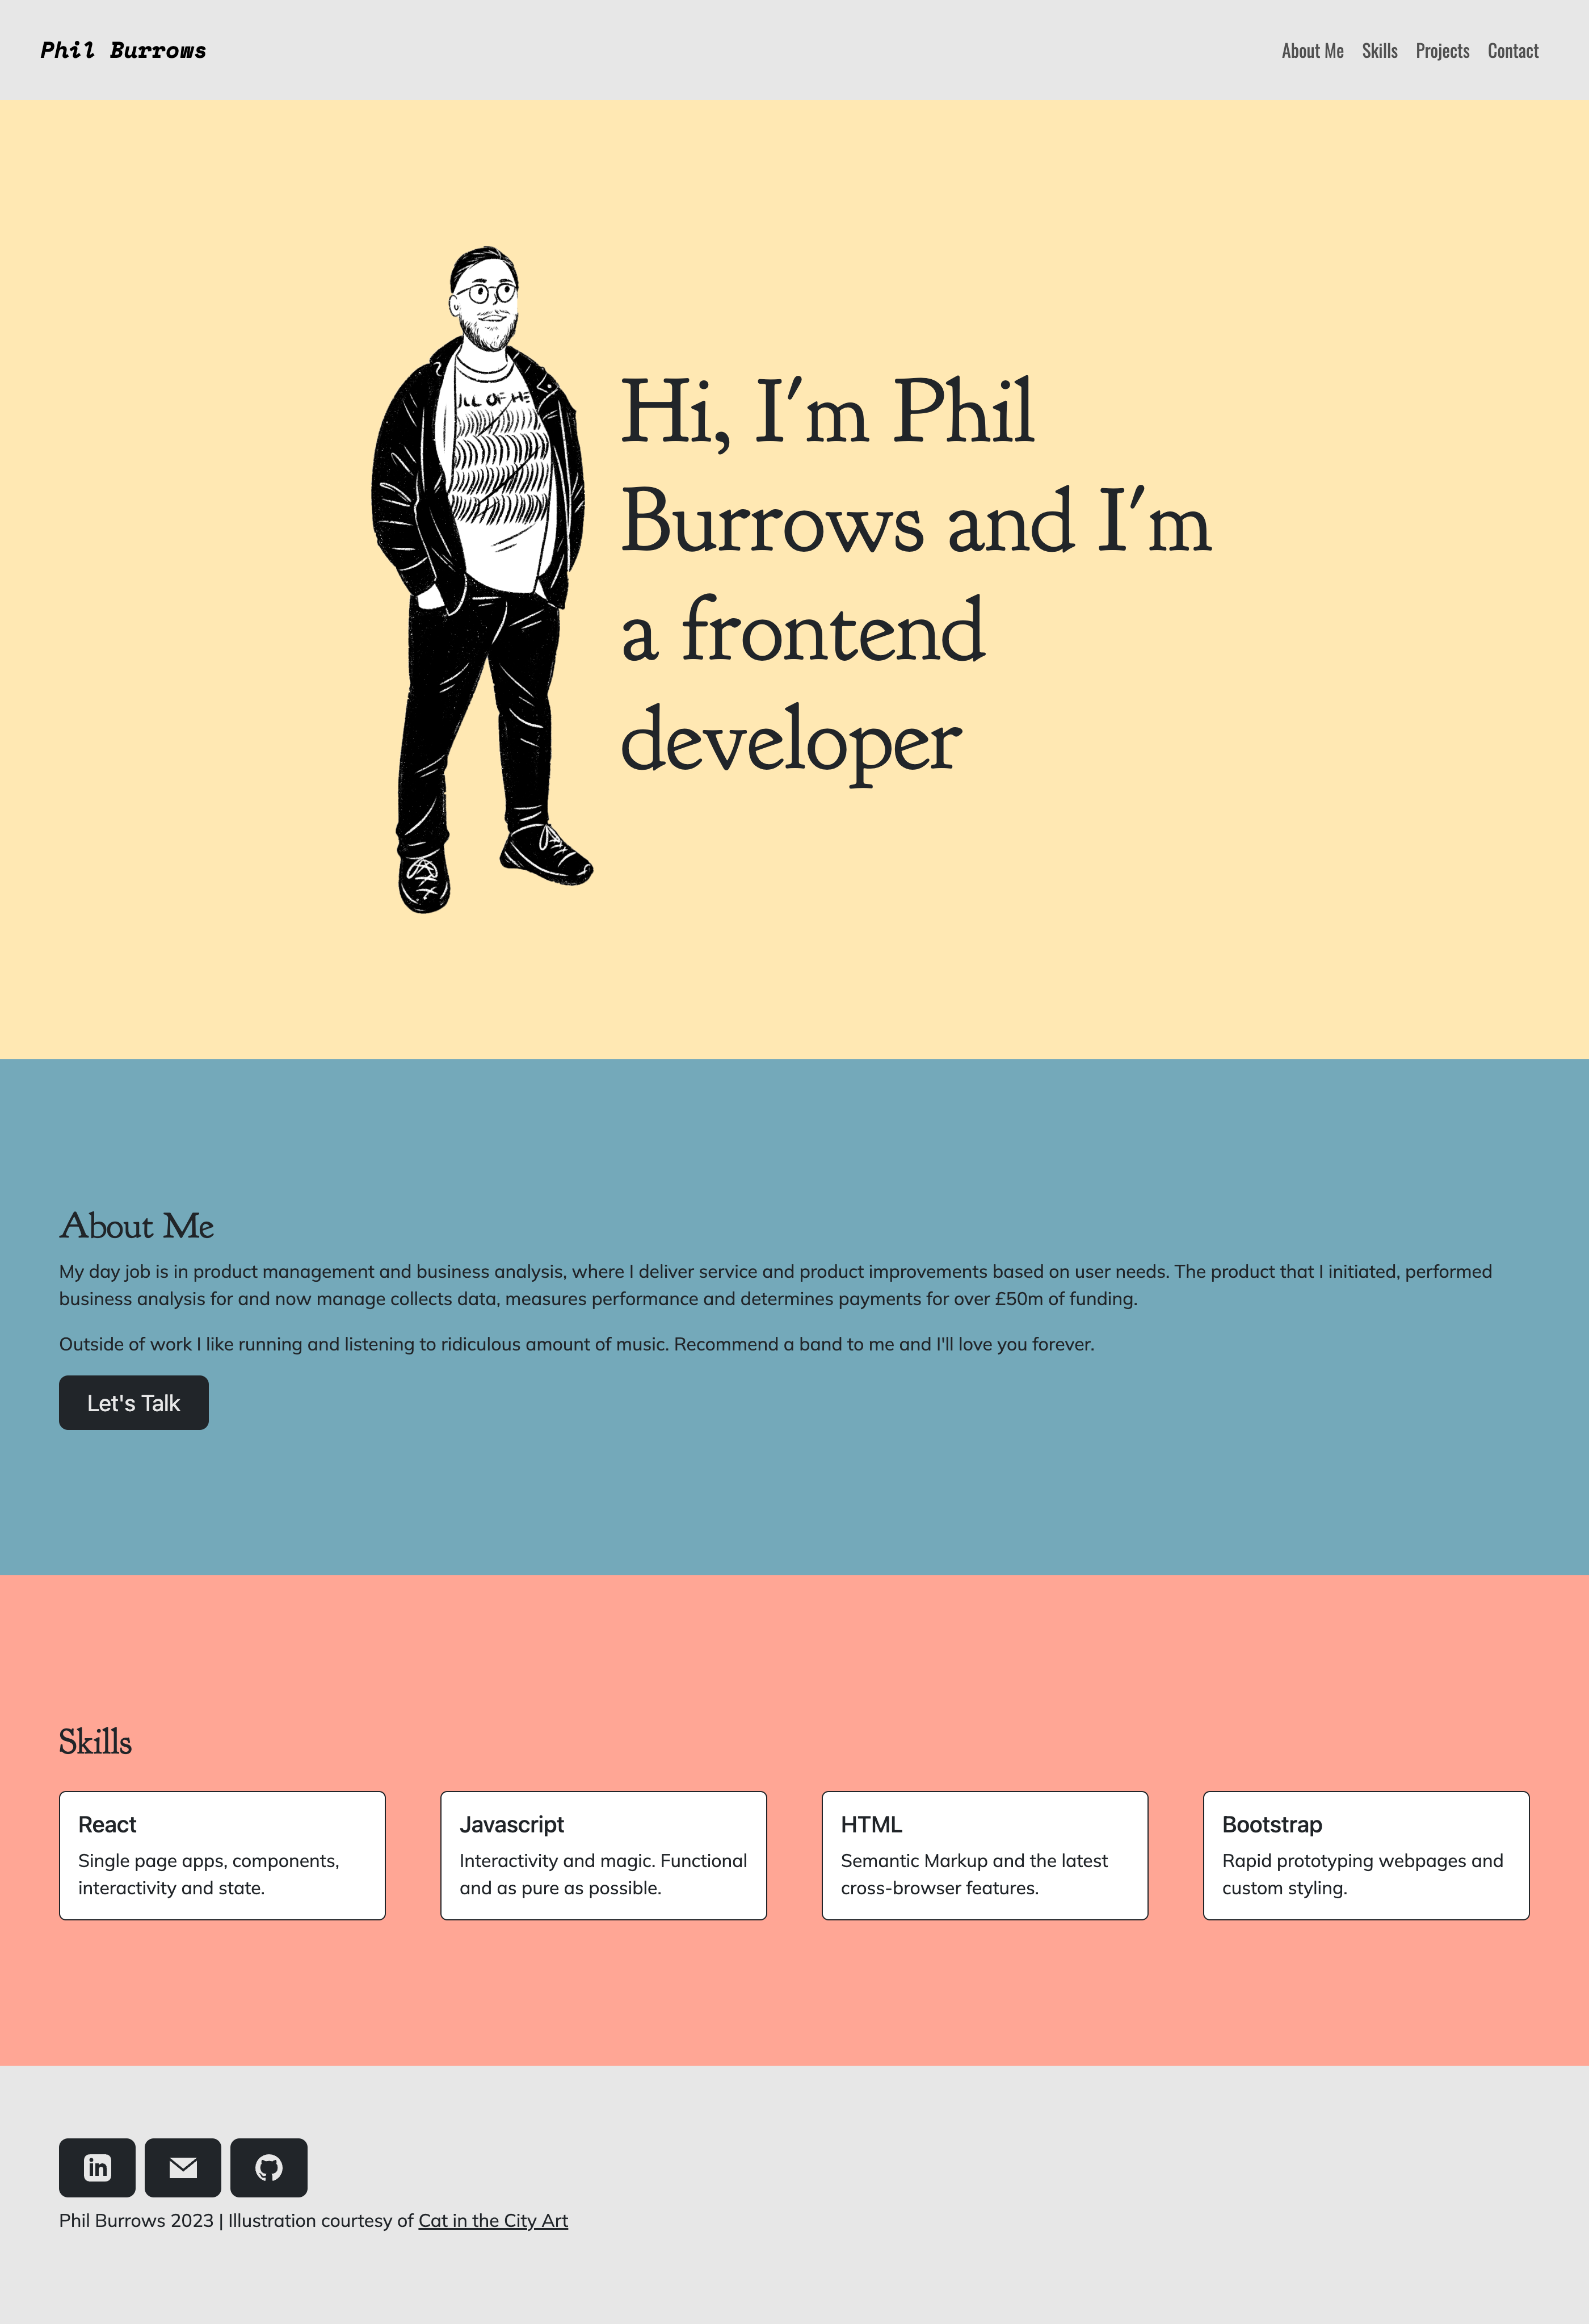 Phil Burrows
About Me Skills Projects Contact
Hi, I'm Phil
Burrows and I'm
a frontend
developer
About Me
My day job is in product management and business analysis, where I deliver service and product improvements based on user needs. The product that I initiated, performed
business analysis for and now manage collects data, measures performance and determines payments for over £50m of funding.
Outside of work I like running and listening to ridiculous amount of music. Recommend a band to me and I'll love you forever.
Let's Talk
Skills
React
Single page apps, components,
interactivity and state.
Javascript
Interactivity and magic. Functional
and as pure as possible.
HTML
Semantic Markup and the latest
cross-browser features.
Bootstrap
Rapid prototyping webpages and
custom styling.
in
Phil Burrows 2023 | Illustration courtesy of Cat in the City Art